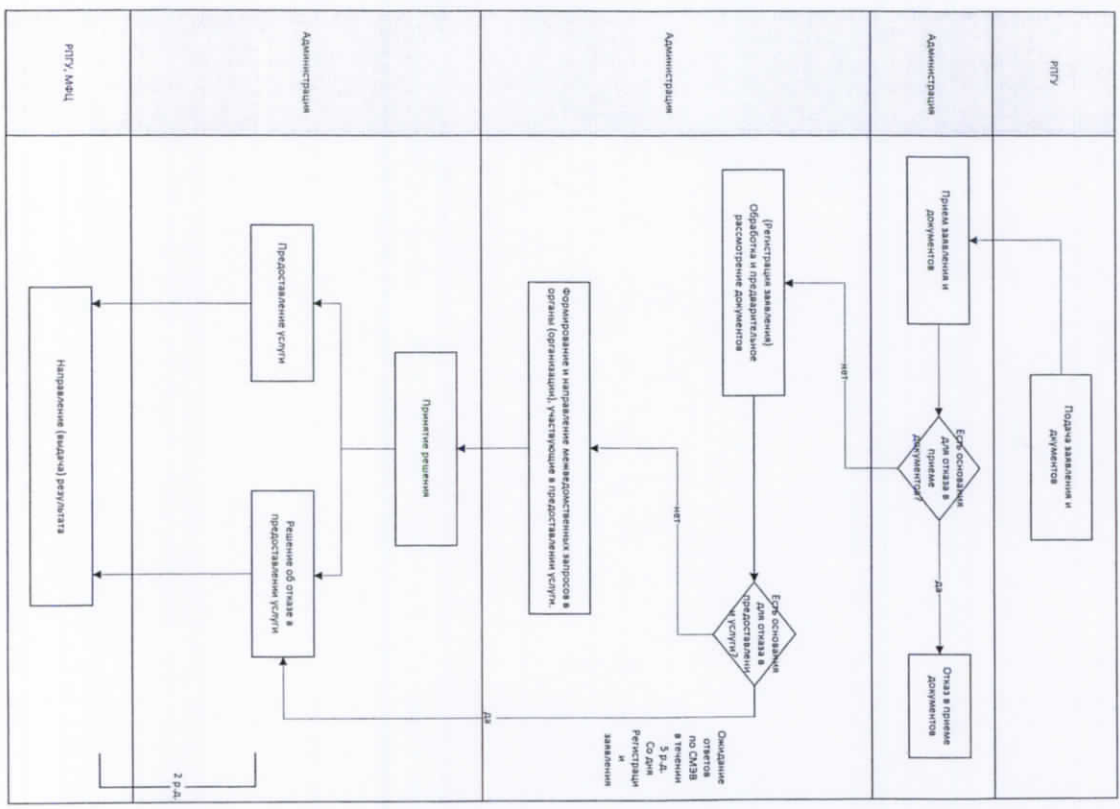 РПГУ
Подача заявления и
дкументов
Администрация
Прием заявления и
документов
Есть основания
для отказа в
приеме
документов?
да
Отказ в приеме
документов
нет
Администрация
(Регистрация заявления)
Обработка и предварительное
рассмотрение документов
Есть основания
для отказа в
предоставлени
и услуги?
нет
да
Ожидание
ответов
по СМЭВ
в течении
5 р.д.
Со дня
Регистраци
и
заявления
Формирование и направление межведомственных запросов в
органы (организации), участвующие в предоставлении услуги.
Администрация
Принятие решения
Предоставление услуги
Решение об отказе в
предоставлении услуги
2 р.д.
РПГУ, МФЦ
Направление (выдача) результата